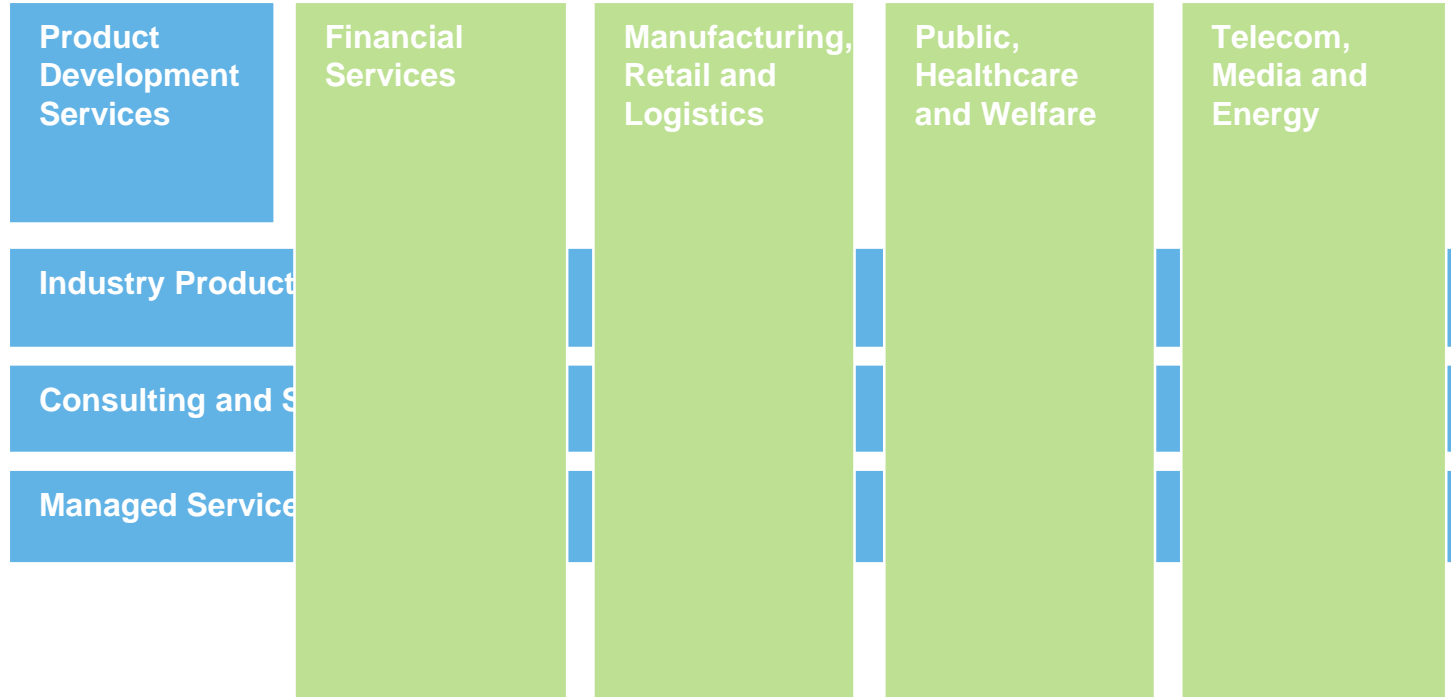 Product
Development
Services
Financial
Services
Manufacturing,
Retail and
Logistics
Public,
Healthcare
and Welfare
Telecom,
Media and
Energy
Industry Product
Consulting and S
Managed Service